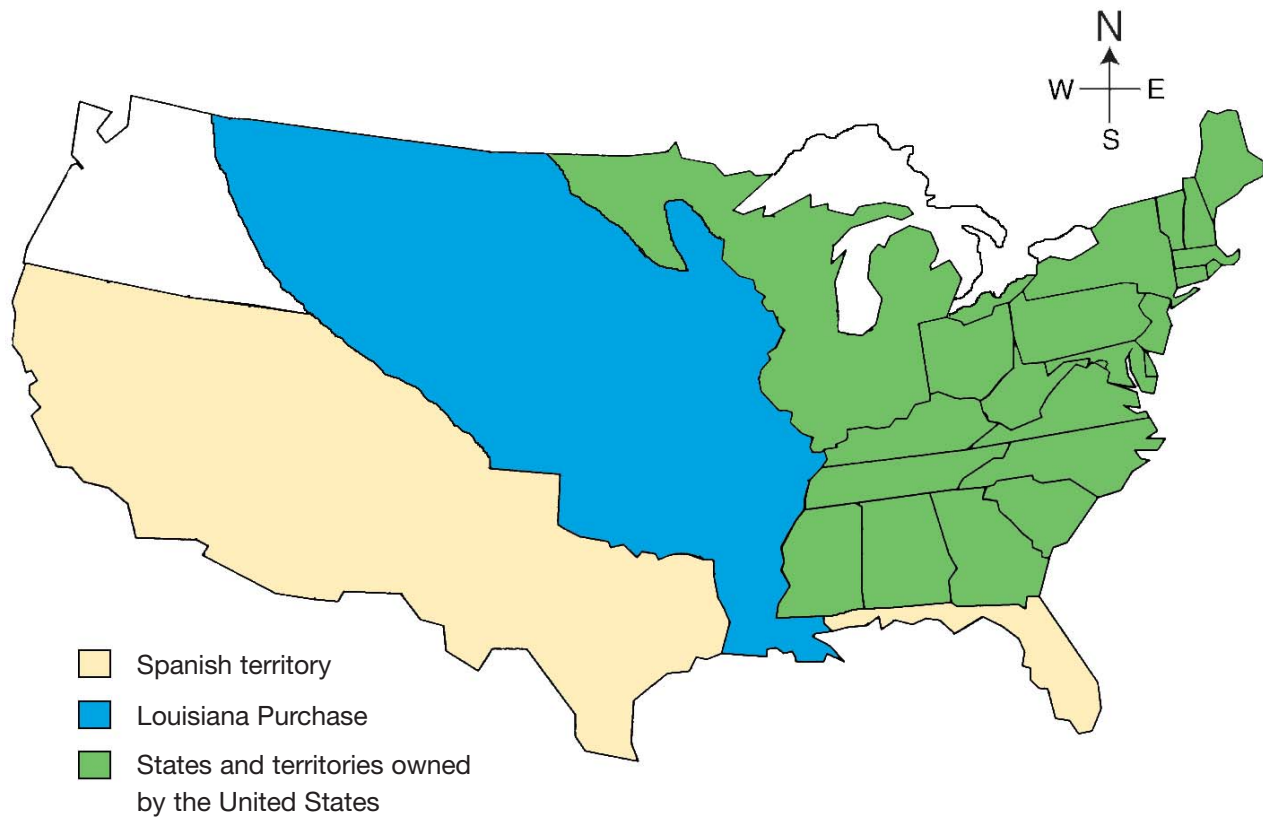 N
W E
S
Spanish territory
Louisiana Purchase
States and territories owned
by the United States